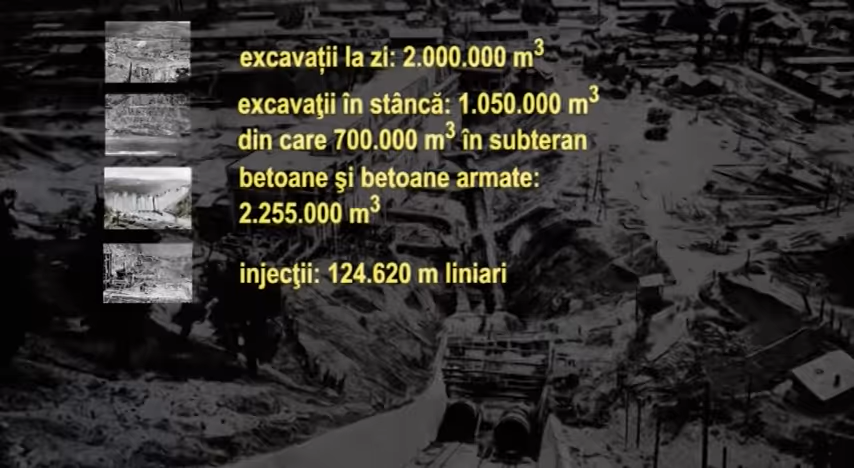 excavații la zi: 2.000.000 m³
excavaţii în stâncă: 1.050.000 m³
din care 700.000 m³ în subteran
betoane şi betoane armate:
2.255.000 m³
injecţii: 124.620 m liniari